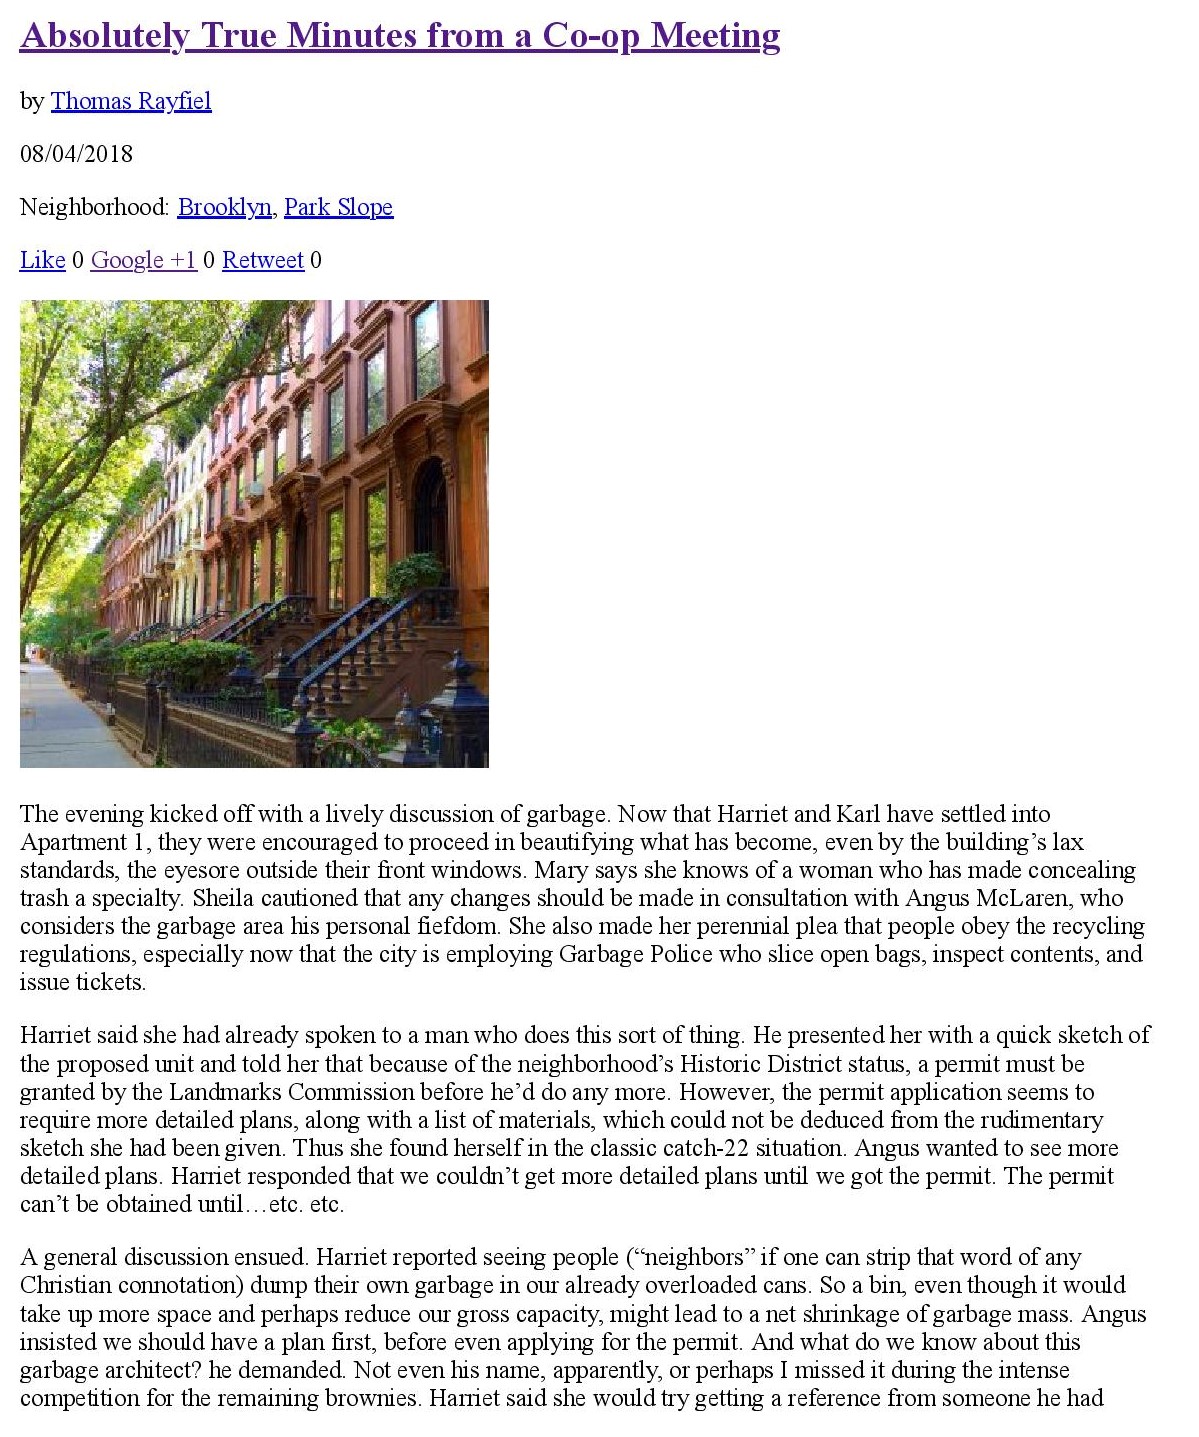 Absolutely True Minutes from a Co-op Meeting
by Thomas Rayfiel
08/04/2018
Neighborhood: Brooklyn, Park Slope
Like 0 Google +1 0 Retweet 0
The evening kicked off with a lively discussion of garbage. Now that Harriet and Karl have settled into
Apartment 1, they were encouraged to proceed in beautifying what has become, even by the building’s lax
standards, the eyesore outside their front windows. Mary says she knows of a woman who has made concealing
trash a specialty. Sheila cautioned that any changes should be made in consultation with Angus McLaren, who
considers the garbage area his personal fiefdom. She also made her perennial plea that people obey the recycling
regulations, especially now that the city is employing Garbage Police who slice open bags, inspect contents, and
issue tickets.
Harriet said she had already spoken to a man who does this sort of thing. He presented her with a quick sketch of
the proposed unit and told her that because of the neighborhood’s Historic District status, a permit must be
granted by the Landmarks Commission before he’d do any more. However, the permit application seems to
require more detailed plans, along with a list of materials, which could not be deduced from the rudimentary
sketch she had been given. Thus she found herself in the classic catch-22 situation. Angus wanted to see more
detailed plans. Harriet responded that we couldn’t get more detailed plans until we got the permit. The permit
can’t be obtained until…etc. etc.
A general discussion ensued. Harriet reported seeing people (“neighbors” if one can strip that word of any
Christian connotation) dump their own garbage in our already overloaded cans. So a bin, even though it would
take up more space and perhaps reduce our gross capacity, might lead to a net shrinkage of garbage mass. Angus
insisted we should have a plan first, before even applying for the permit. And what do we know about this
garbage architect? he demanded. Not even his name, apparently, or perhaps I missed it during the intense
competition for the remaining brownies. Harriet said she would try getting a reference from someone he had